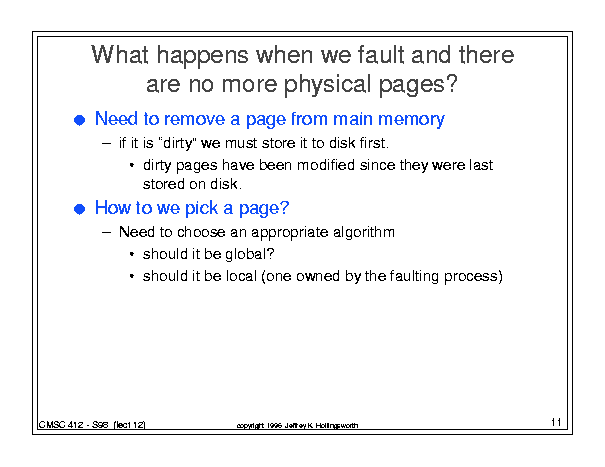 What happens when we fault and there
are no more physical pages?
● Need to remove a page from main memory
– if it is "dirty" we must store it to disk first.
• dirty pages have been modified since they were last
stored on disk.
● How to we pick a page?
– Need to choose an appropriate algorithm
• should it be global?
• should it be local (one owned by the faulting process)
CMSC 412 - S98 (lect 12)
copyright 1996 Jeffrey K. Hollingsworth
11